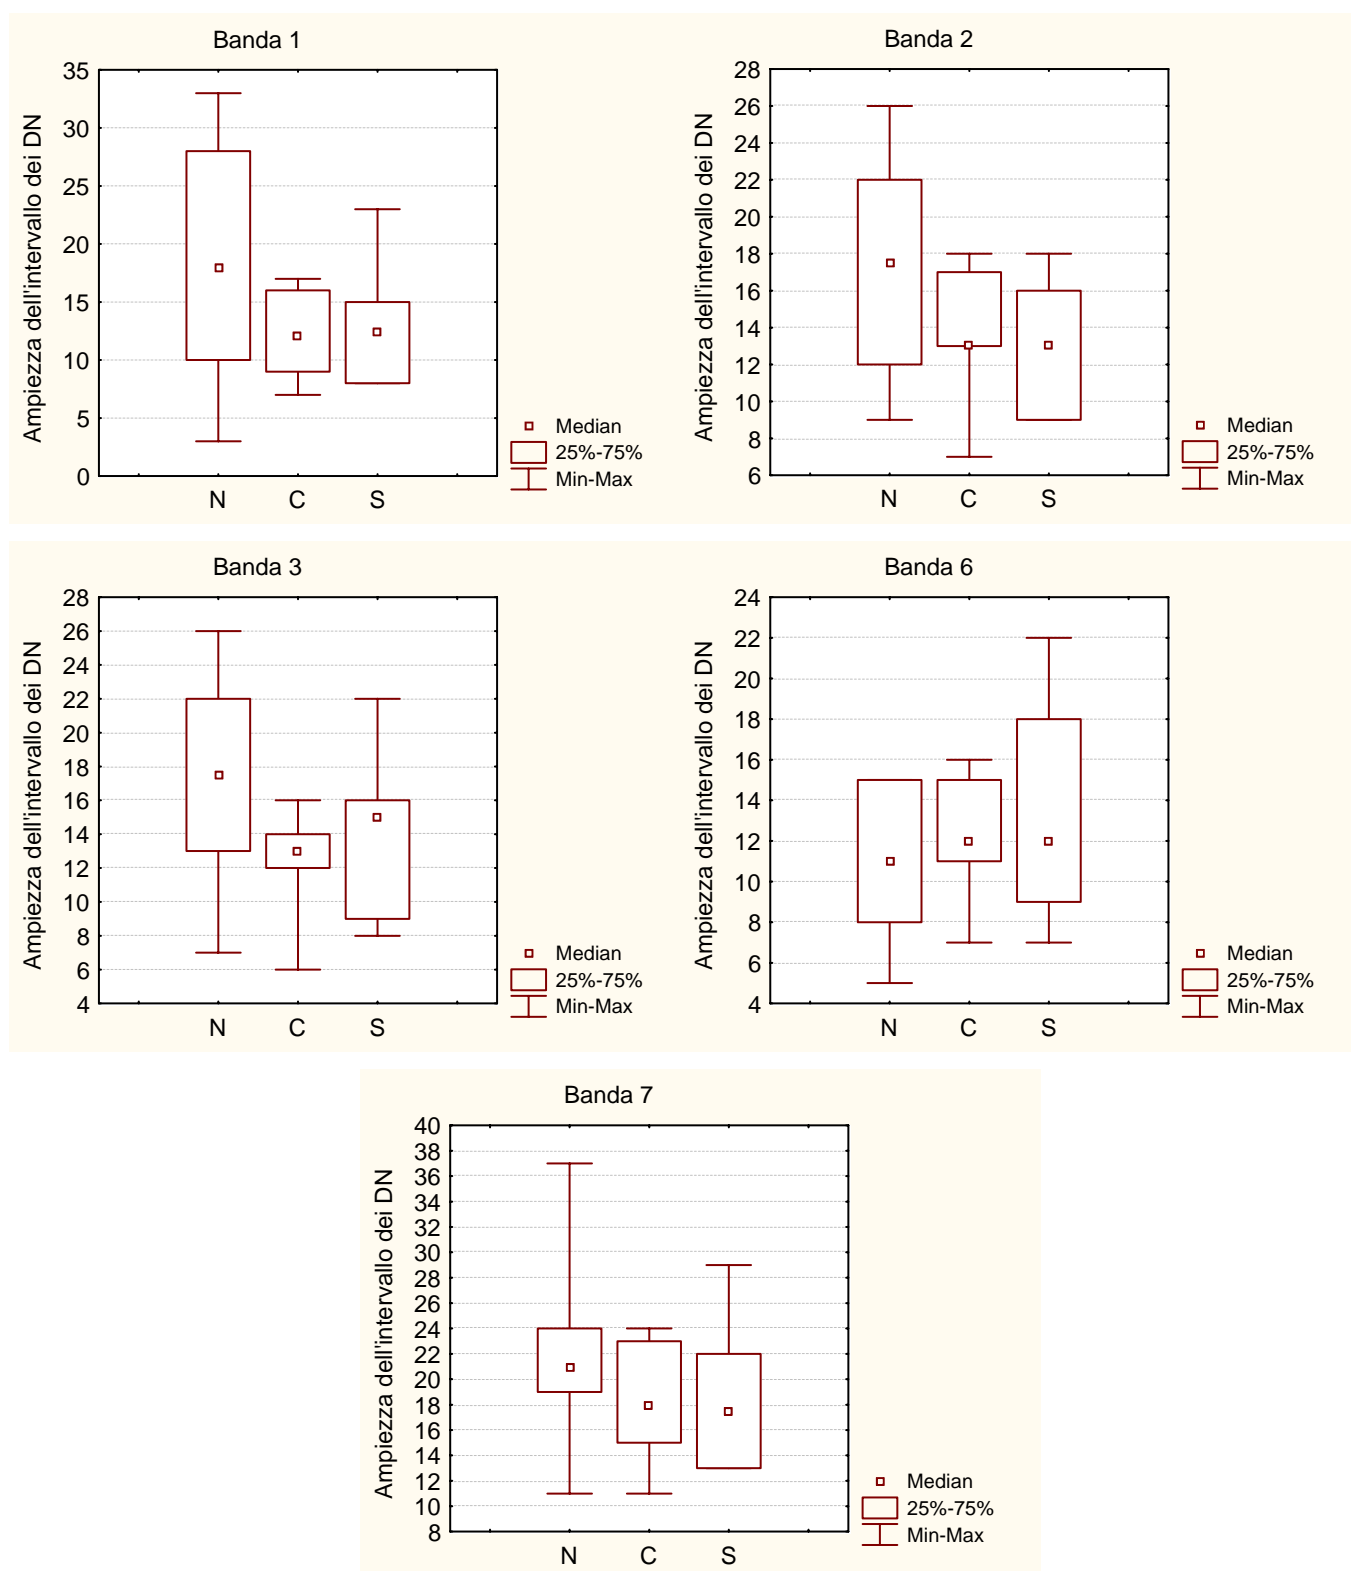 Banda 1
Ampiezza dell'intervallo dei DN
35
30
25
20
15
10
5
0
N C S
Median
25%-75%
Min-Max
Banda 2
Ampiezza dell'intervallo dei DN
28
26
24
22
20
18
16
14
12
10
8
6
N C S
Median
25%-75%
Min-Max
Banda 3
Ampiezza dell'intervallo dei DN
28
26
24
22
20
18
16
14
12
10
8
6
4
N C S
Median
25%-75%
Min-Max
Banda 6
Ampiezza dell'intervallo dei DN
24
22
20
18
16
14
12
10
8
6
4
N C S
Median
25%-75%
Min-Max
Banda 7
Ampiezza dell'intervallo dei DN
40
38
36
34
32
30
28
26
24
22
20
18
16
14
12
10
8
N C S
Median
25%-75%
Min-Max